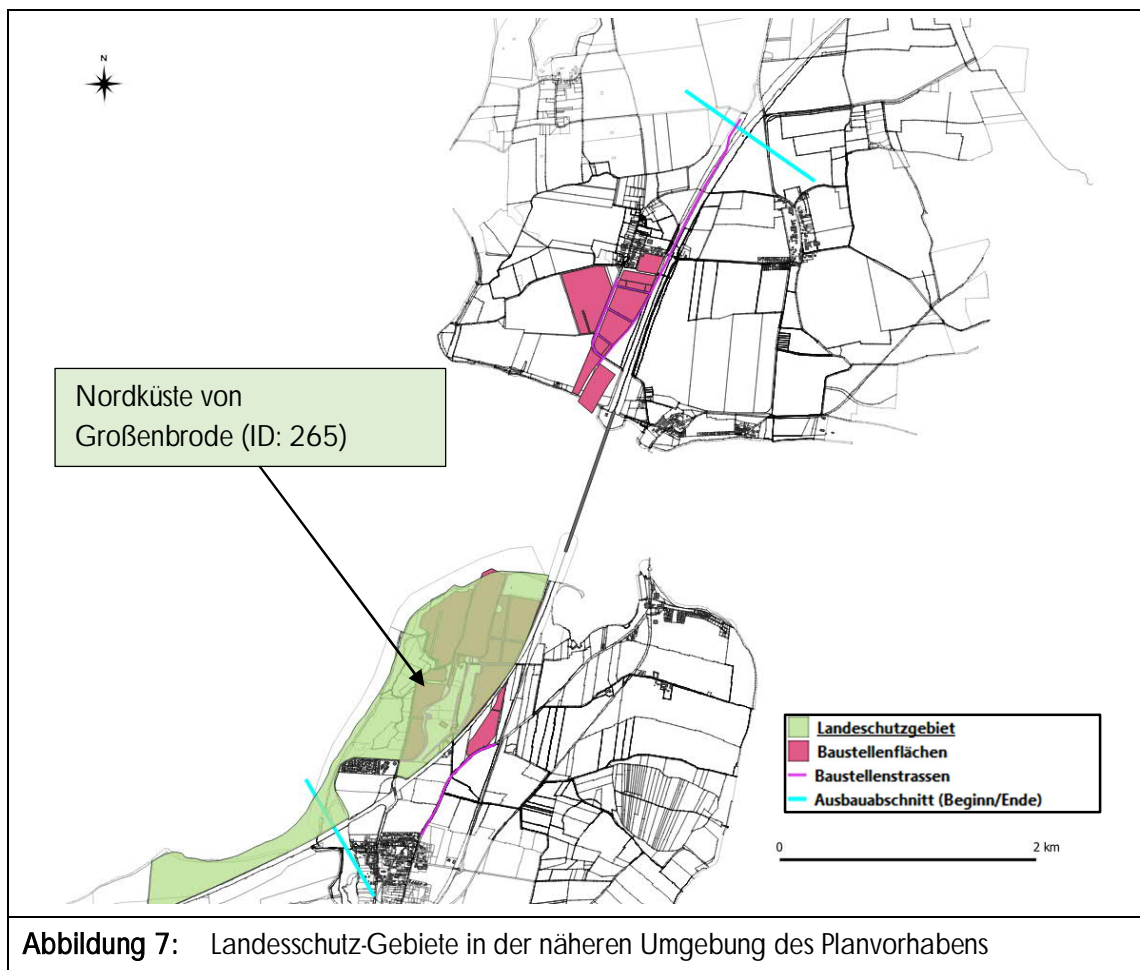 N
Nordküste von
Großenbrode (ID: 265)
Landeschutzgebiet
Baustellenflächen
Baustellenstrassen
Ausbauabschnitt (Beginn/Ende)
0 2 km
Abbildung 7: Landesschutz-Gebiete in der näheren Umgebung des Planvorhabens